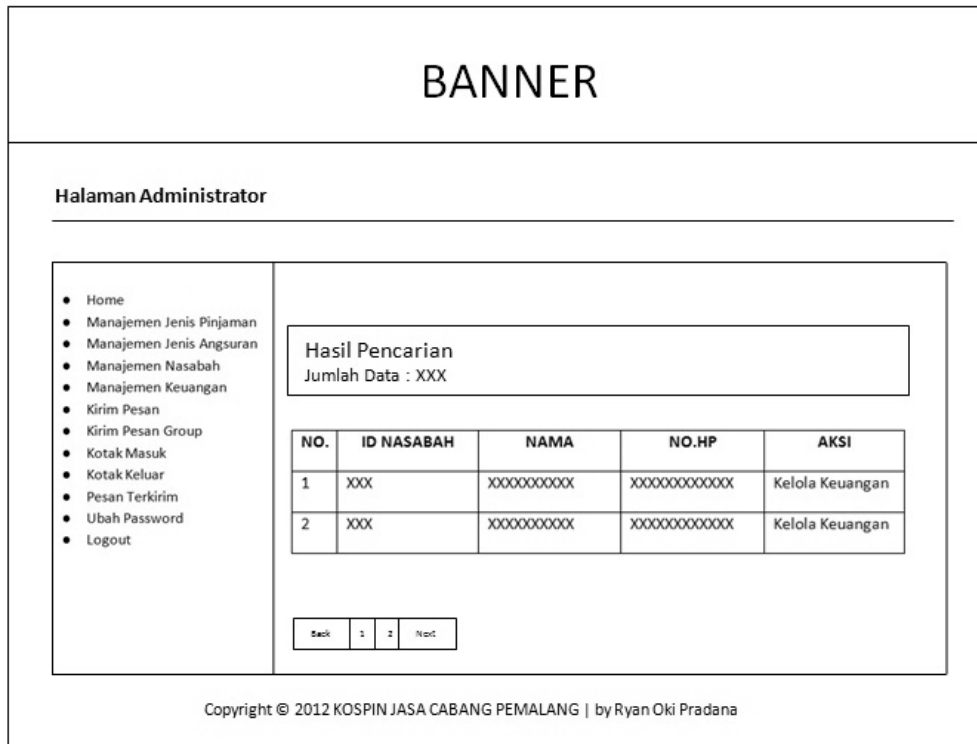 BANNER
Halaman Administrator
Home
Manajemen Jenis Pinjaman
Manajemen Jenis Angsuran
Manajemen Nasabah
Manajemen Keuangan
Kirim Pesan
Kirim Pesan Group
Kotak Masuk
Kotak Keluar
Pesan Terkirim
Ubah Password
Logout
Hasil Pencarian
Jumlah Data : XXX
NO. ID NASABAH NAMA NO.HP AKSI
1 XXX XXXXXXXXXX XXXXXXXXXXXX Kelola Keuangan
2 XXX XXXXXXXXXX XXXXXXXXXXXX Kelola Keuangan
Back 1 2 Next
Copyright © 2012 KOSPIN JASA CABANG PEMALANG | by Ryan Oki Pradana